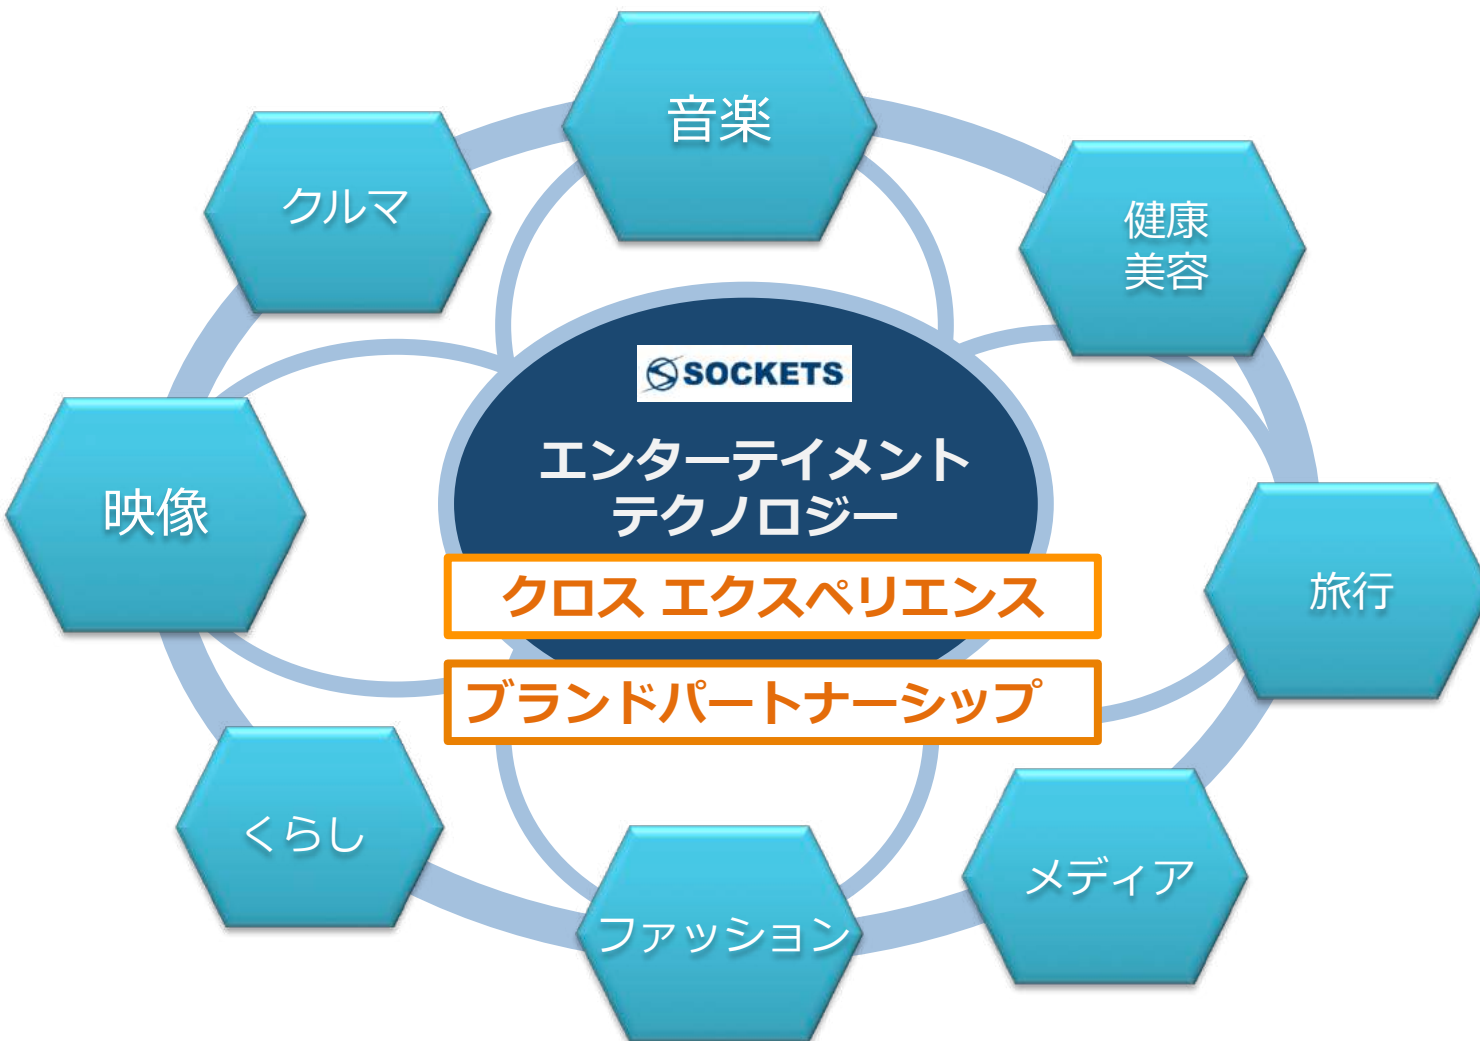 音楽
クルマ
健康
美容
SOCKETS
エンターテイメント
テクノロジー
映像
クロス エクスペリエンス
旅行
ブランドパートナーシップ
くらし
メディア
ファッション